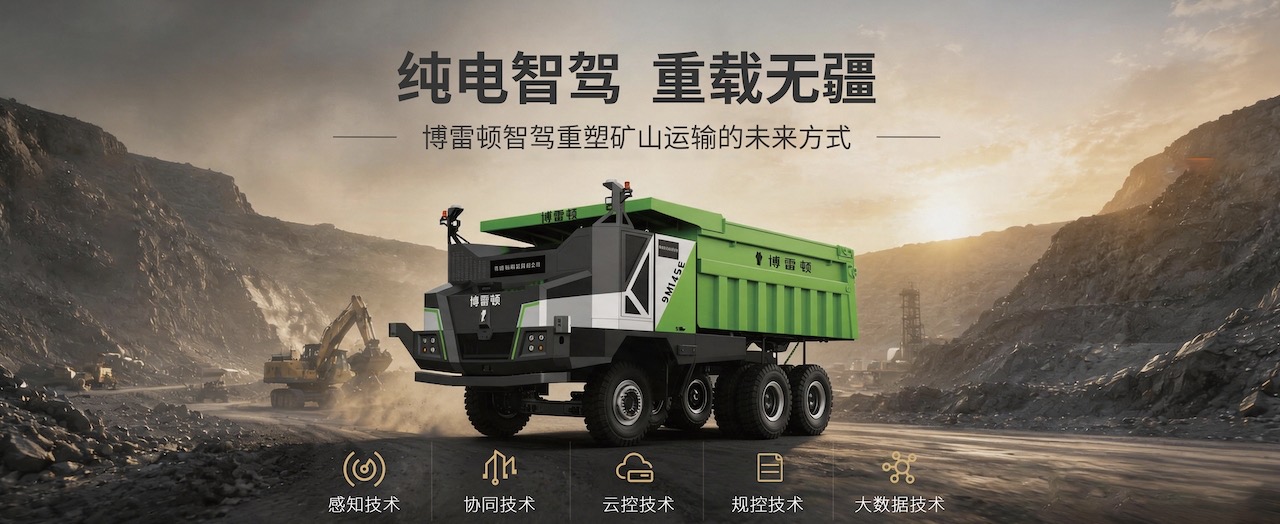 纯电智驾 重载无疆
博雷顿智驾重塑矿山运输的未来方式
博雷顿
博雷顿
博雷顿
9M145E
感知技术
协同技术
云控技术
规控技术
大数据技术